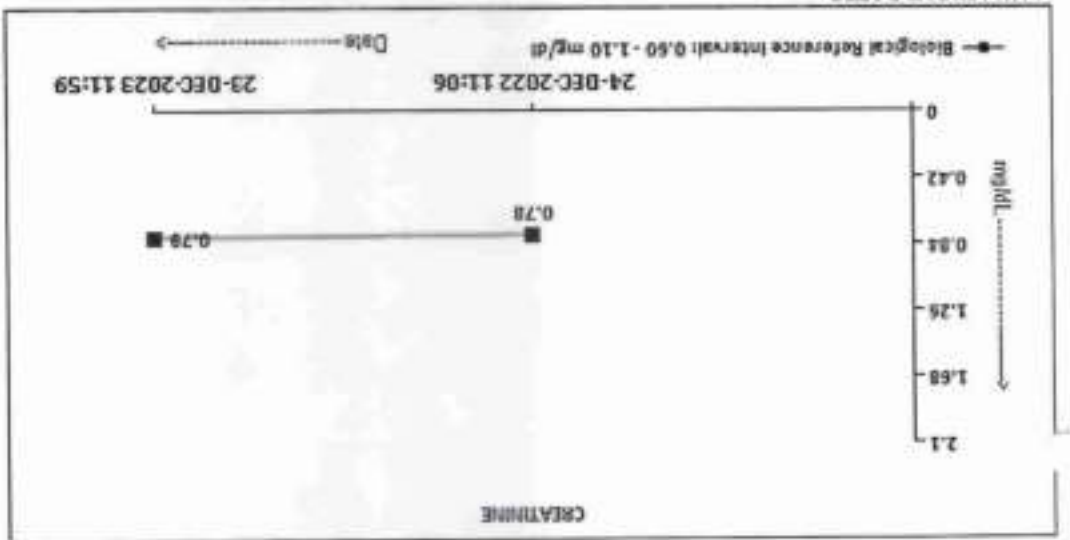 CREATININE
2.1
1.68
1.26
0.84
0.42
0
mg/dL
0.78
0.79
24-DEC-2022 11:06
23-DEC-2023 11:59
Biological Reference Interval: 0.60 - 1.10 mg/dl
Date